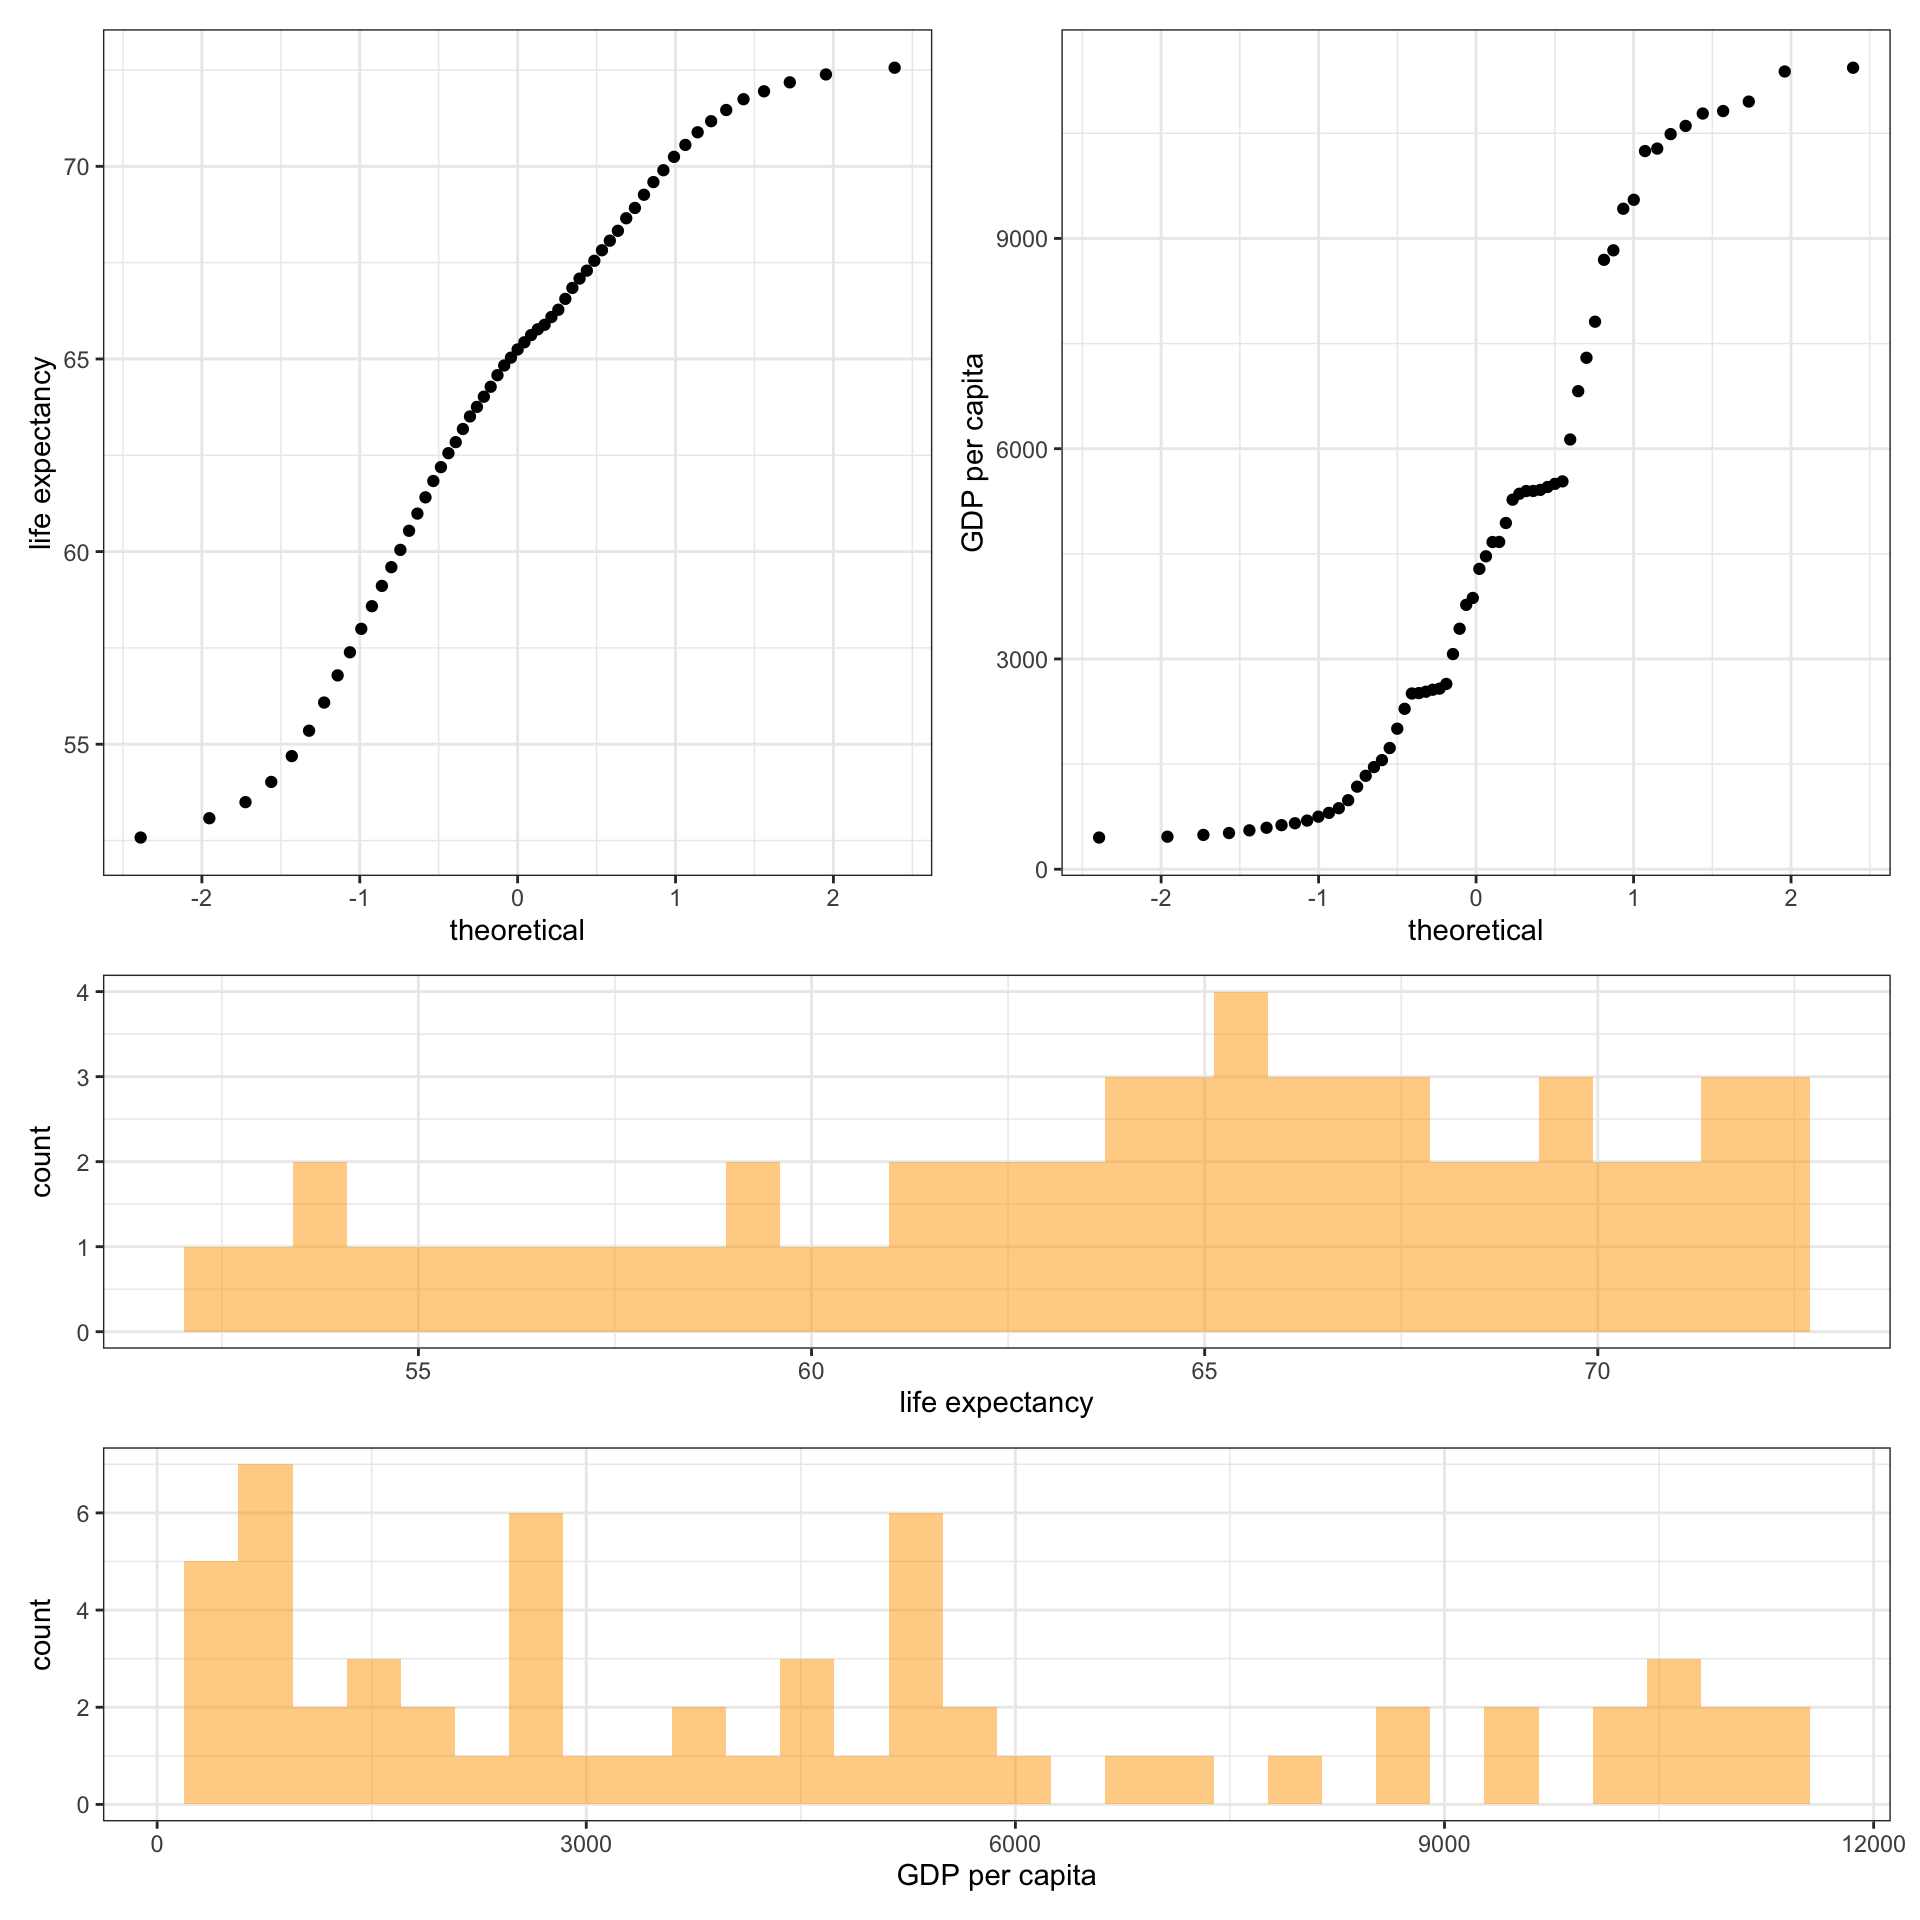 life expectancy
70
65
60
55
-2 -1 0 1 2
theoretical
GDP per capita
9000
6000
3000
0
-2 -1 0 1 2
theoretical
count
4
3
2
1
0
55 60 65 70
life expectancy
count
6
4
2
0
0 3000 6000 9000 12000
GDP per capita